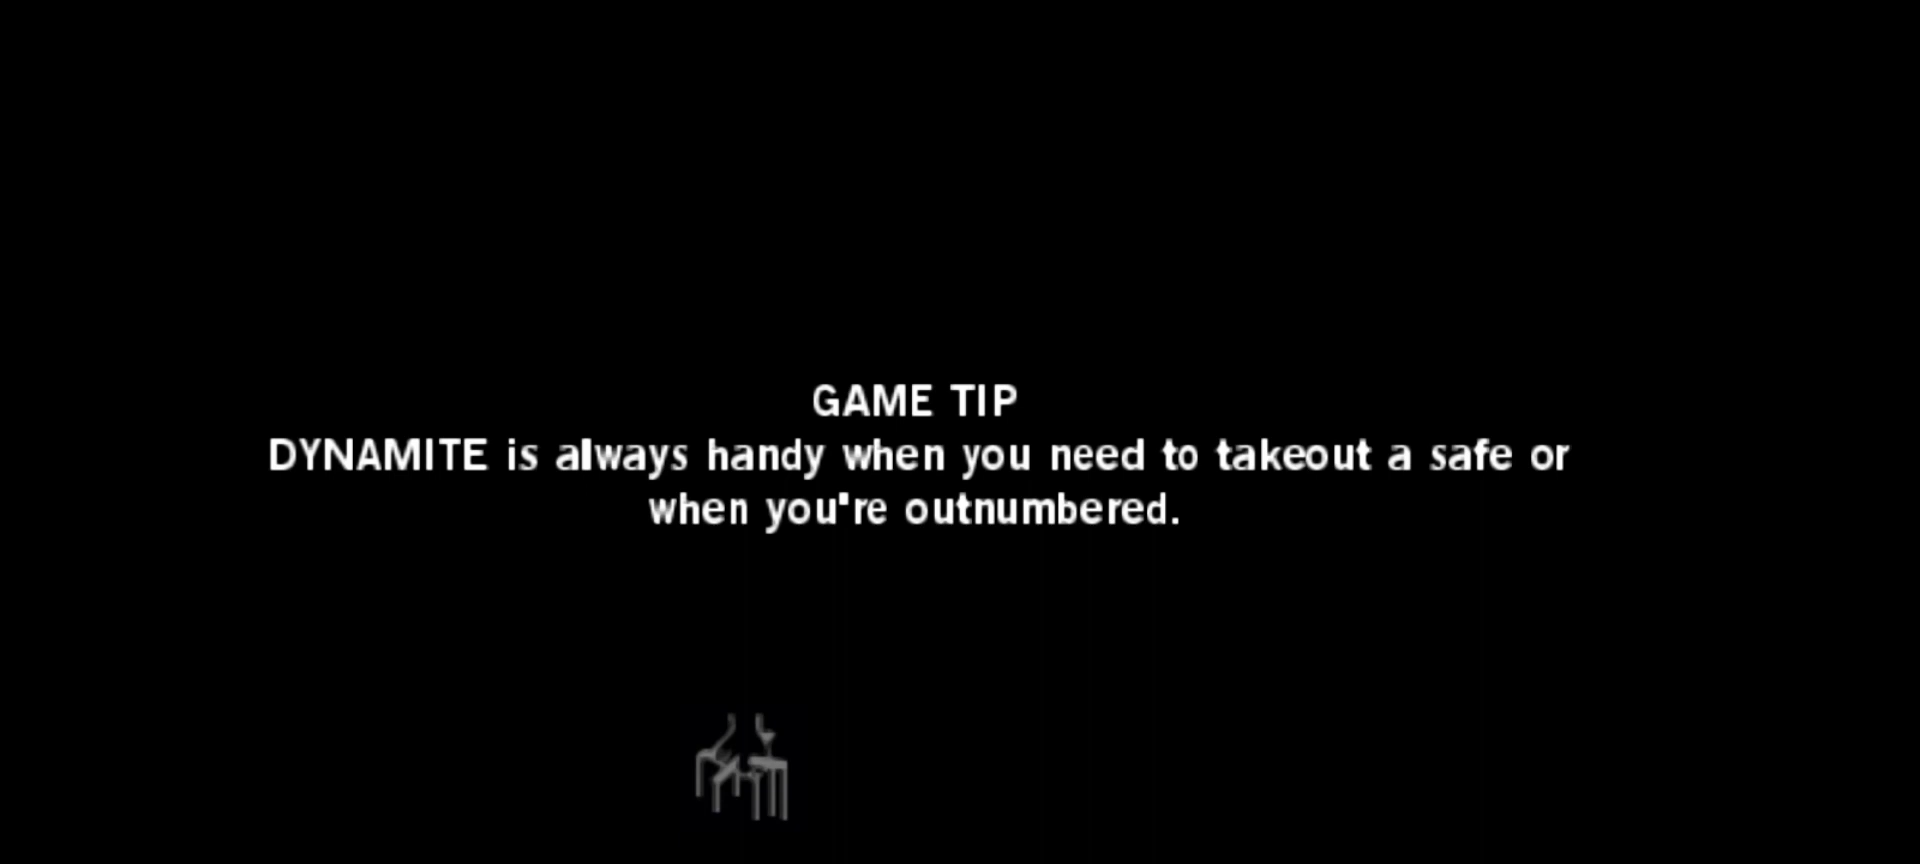 GAME TIP
DYNAMITE is always handy when you need to takeout a safe or
when you're outnumbered.